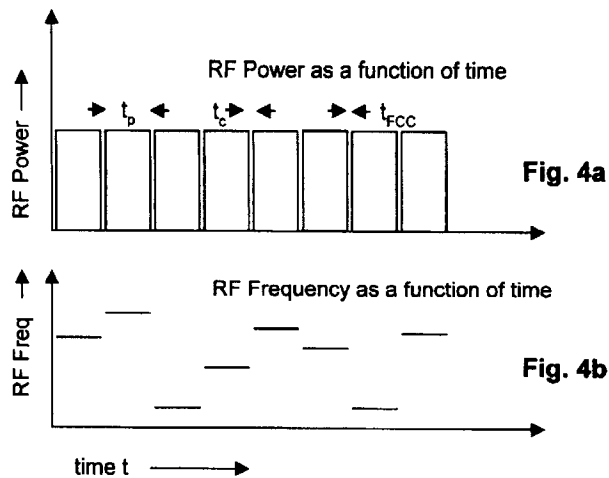 RF Power as a function of time
t_p t_c t_FCC
RF Power
Fig. 4a
RF Frequency as a function of time
RF Freq
Fig. 4b
time t